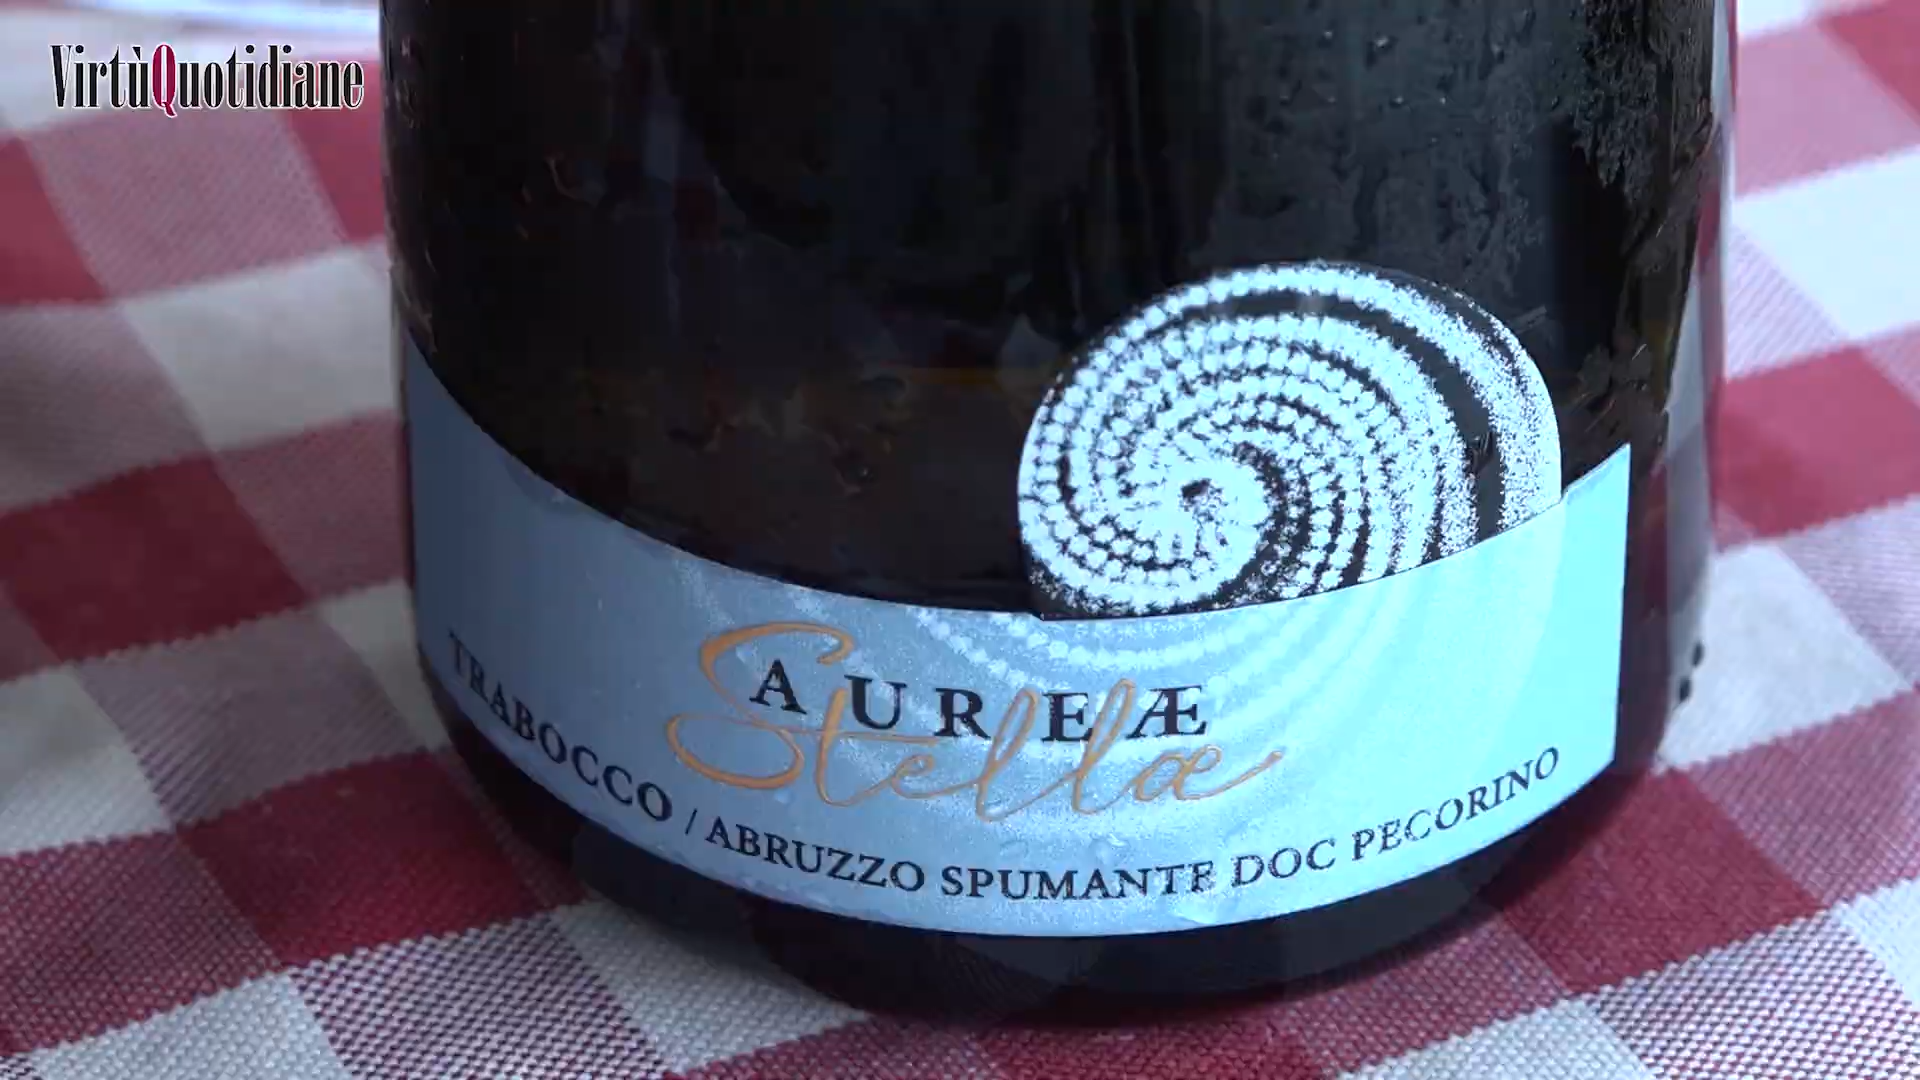 VirtùQuotidiane
AUREÆ
Stellæ
TRABOCCO / ABRUZZO SPUMANTE DOC PECORINO